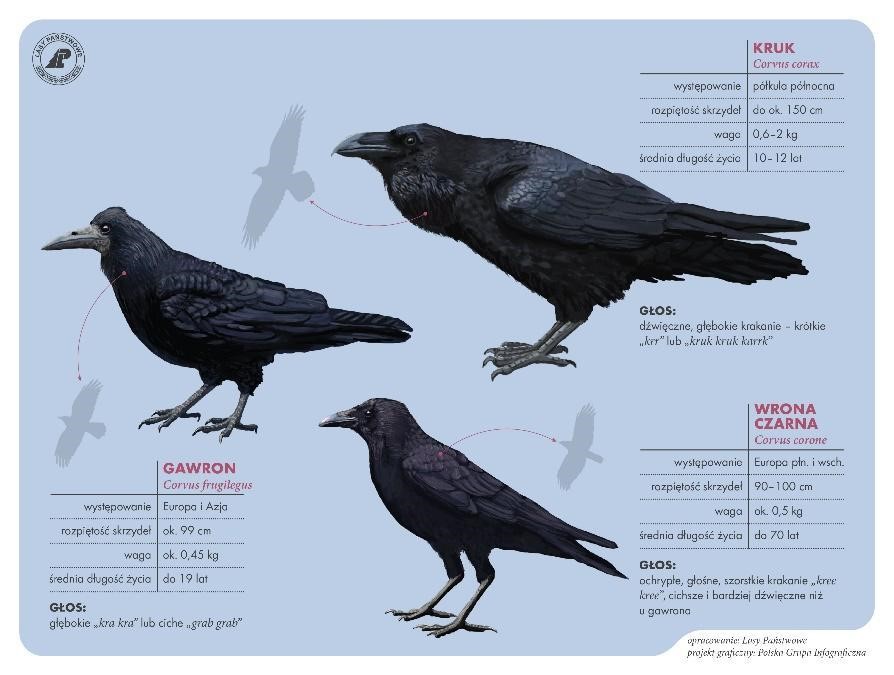 LASY PAŃSTWOWE
KRUK
Corvus corax
występowanie półkula północna
rozpiętość skrzydeł do ok. 150 cm
waga 0,6–2 kg
średnia długość życia 10–12 lat
GŁOS:
dźwięczne, głębokie krakanie – krótkie
„krr” lub „kruk kruk karrk”
GAWRON
Corvus frugilegus
występowanie Europa i Azja
rozpiętość skrzydeł ok. 99 cm
waga ok. 0,45 kg
średnia długość życia do 19 lat
GŁOS:
głębokie „kra kra” lub ciche „grab grab”
WRONA
CZARNA
Corvus corone
występowanie Europa płn. i wsch.
rozpiętość skrzydeł 90–100 cm
waga ok. 0,5 kg
średnia długość życia do 70 lat
GŁOS:
ochrypłe, głośne, szorstkie krakanie „kree
kree”, cichsze i bardziej dźwięczne niż
u gawrona
opracowanie: Lasy Państwowe
projekt graficzny: Polska Grupa Infograficzna